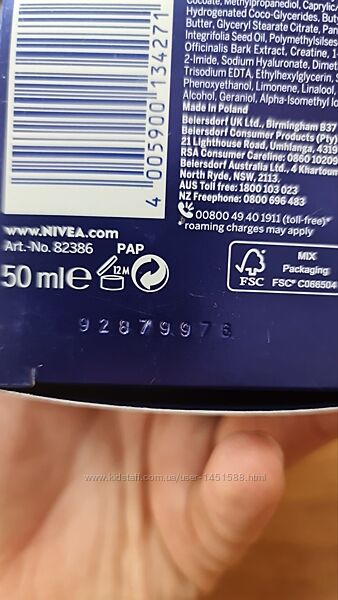 Cocoate, Methylpropanediol, Caprylic/
Hydrogenated Coco-Glycerides, Buty
Butter, Glyceryl Stearate Citrate, Pan
Integrifolia Seed Oil, Polymethylsilses
Officinalis Bark Extract, Creatine, 1-
2-Imide, Sodium Hyaluronate, Dimet
Trisodium EDTA, Ethylhexylglycerin, S
Phenoxyethanol, Limonene, Linalool,
Alcohol, Geraniol, Alpha-Isomethyl Io
Made in Poland
Beiersdorf UK Ltd., Birmingham B37
Beiersdorf Consumer Products (Pty)
21 Lighthouse Road, Umhlanga, 4319
RSA Consumer Careline: 0860 10209
Beiersdorf Australia Ltd., 4 Khartoum
North Ryde, NSW, 2113.
AUS Toll free: 1800 103 023
NZ Freephone: 0800 696 483
00800 49 40 1911 (toll-free)*
*roaming charges may apply
4 005900 134271
www.NIVEA.com
Art.-No. 82386 PAP
50 ml e 12M
MIX
Packaging
FSC
FSC® C066504
92879976
www.kidstaff.com.ua/user-1451588.html